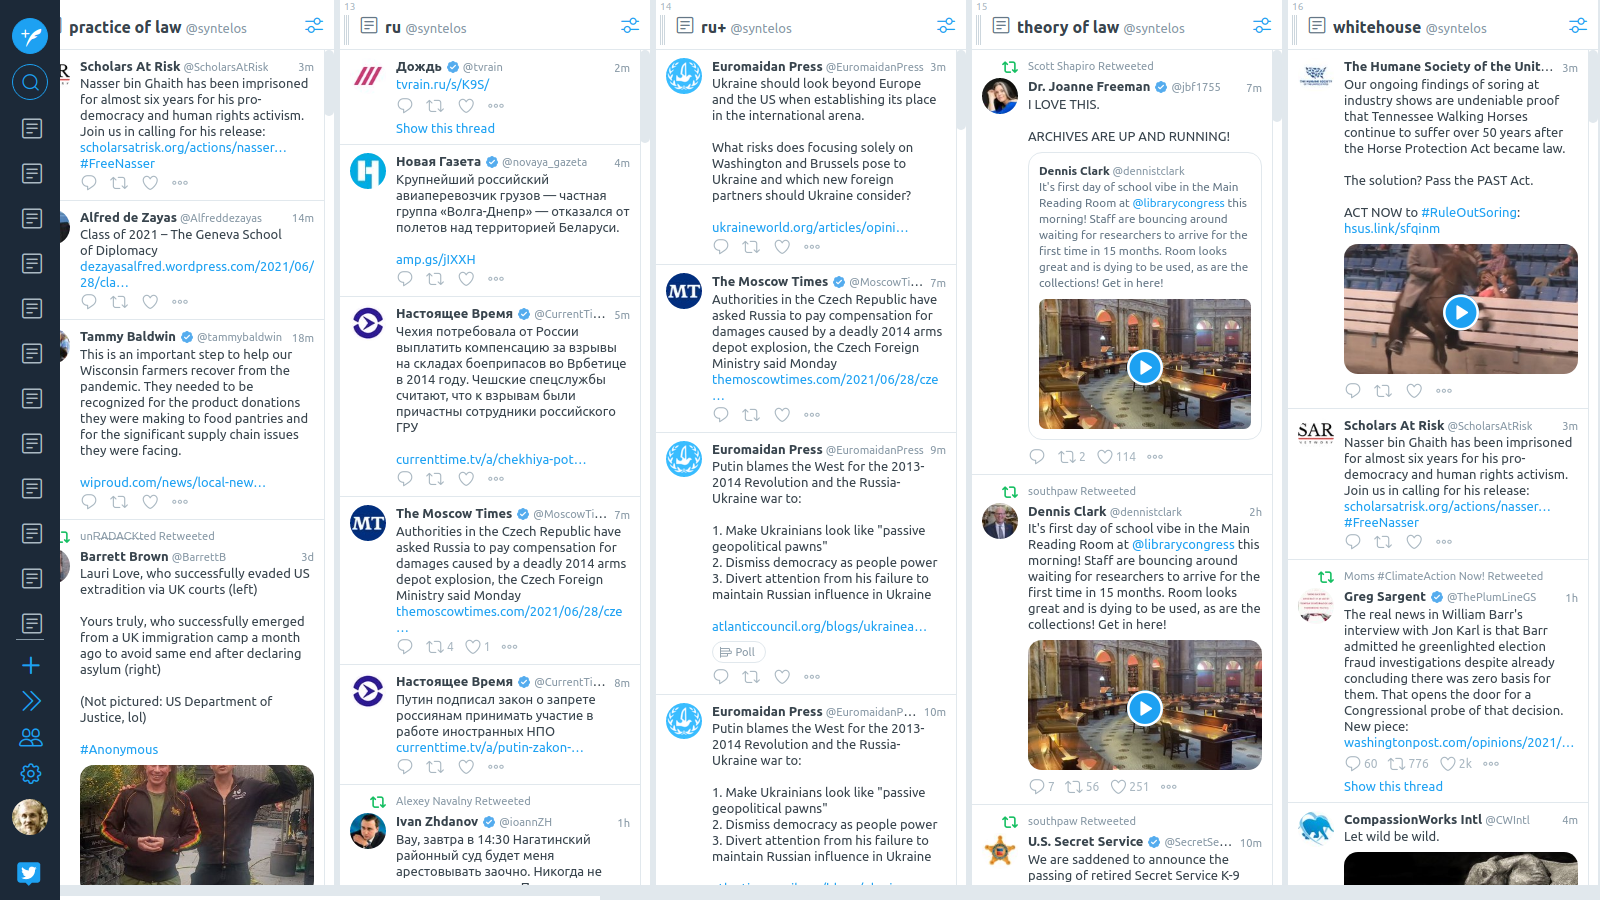 practice of law @syntelos
Scholars At Risk @ScholarsAtRisk 3m
Nasser bin Ghaith has been imprisoned
for almost six years for his pro-
democracy and human rights activism.
Join us in calling for his release:
scholarsatrisk.org/actions/nasser…
#FreeNasser
Alfred de Zayas @Alfreddezayas 14m
Class of 2021 – The Geneva School
of Diplomacy
dezayasalfred.wordpress.com/2021/06/
28/cla…
Tammy Baldwin @tammybaldwin 18m
This is an important step to help our
Wisconsin farmers recover from the
pandemic. They needed to be
recognized for the product donations
they were making to food pantries and
for the significant supply chain issues
they were facing.
wiproud.com/news/local-new…
unRADACKted Retweeted
Barrett Brown @BarrettB 3d
Lauri Love, who successfully evaded US
extradition via UK courts (left)
Yours truly, who successfully emerged
from a UK immigration camp a month
ago to avoid same end after declaring
asylum (right)
(Not pictured: US Department of
Justice, lol)
#Anonymous
13
ru @syntelos
Дождь @tvrain 2m
tvrain.ru/s/K9S/
Show this thread
Новая Газета @novaya_gazeta 4m
Крупнейший российский
авиаперевозчик грузов — частная
группа «Волга-Днепр» — отказался от
полетов над территорией Беларуси.
amp.gs/jIXXH
Настоящее Время @CurrentTi… 5m
Чехия потребовала от России
выплатить компенсацию за взрывы
на складах боеприпасов во Врбетице
в 2014 году. Чешские спецслужбы
считают, что к взрывам были
причастны сотрудники российского
ГРУ
currenttime.tv/a/chekhiya-pot…
MT
The Moscow Times @MoscowTi… 7m
Authorities in the Czech Republic have
asked Russia to pay compensation for
damages caused by a deadly 2014 arms
depot explosion, the Czech Foreign
Ministry said Monday
themoscowtimes.com/2021/06/28/cze
…
4 1
Настоящее Время @CurrentTi… 8m
Путин подписал закон о запрете
россиянам принимать участие в
работе иностранных НПО
currenttime.tv/a/putin-zakon-…
Alexey Navalny Retweeted
Ivan Zhdanov @ioannZH 1h
Вау, завтра в 14:30 Нагатинский
районный суд будет меня
арестовывать заочно. Никогда не
14
ru+ @syntelos
Euromaidan Press @EuromaidanPress 3m
Ukraine should look beyond Europe
and the US when establishing its place
in the international arena.
What risks does focusing solely on
Washington and Brussels pose to
Ukraine and which new foreign
partners should Ukraine consider?
ukraineworld.org/articles/opini…
MT
The Moscow Times @MoscowTi… 7m
Authorities in the Czech Republic have
asked Russia to pay compensation for
damages caused by a deadly 2014 arms
depot explosion, the Czech Foreign
Ministry said Monday
themoscowtimes.com/2021/06/28/cze
…
Euromaidan Press @EuromaidanPress 9m
Putin blames the West for the 2013-
2014 Revolution and the Russia-
Ukraine war to:
1. Make Ukrainians look like "passive
geopolitical pawns"
2. Dismiss democracy as people power
3. Divert attention from his failure to
maintain Russian influence in Ukraine
atlanticcouncil.org/blogs/ukrainea…
Poll
Euromaidan Press @EuromaidanP… 10m
Putin blames the West for the 2013-
2014 Revolution and the Russia-
Ukraine war to:
1. Make Ukrainians look like "passive
geopolitical pawns"
2. Dismiss democracy as people power
3. Divert attention from his failure to
maintain Russian influence in Ukraine
15
theory of law @syntelos
Scott Shapiro Retweeted
Dr. Joanne Freeman @jbf1755 7m
I LOVE THIS.
ARCHIVES ARE UP AND RUNNING!
Dennis Clark @dennistclark
It's first day of school vibe in the Main
Reading Room at @librarycongress this
morning! Staff are bouncing around
waiting for researchers to arrive for the
first time in 15 months. Room looks
great and is dying to be used, as are the
collections! Get in here!
2 114
southpaw Retweeted
Dennis Clark @dennistclark 2h
It's first day of school vibe in the Main
Reading Room at @librarycongress this
morning! Staff are bouncing around
waiting for researchers to arrive for the
first time in 15 months. Room looks
great and is dying to be used, as are the
collections! Get in here!
7 56 251
southpaw Retweeted
U.S. Secret Service @SecretSe… 10m
We are saddened to announce the
passing of retired Secret Service K-9
16
whitehouse @syntelos
The Humane Society of the Unit… 3m
Our ongoing findings of soring at
industry shows are undeniable proof
that Tennessee Walking Horses
continue to suffer over 50 years after
the Horse Protection Act became law.
The solution? Pass the PAST Act.
ACT NOW to #RuleOutSoring:
hsus.link/sfqinm
SAR
NETWORK
Scholars At Risk @ScholarsAtRisk 3m
Nasser bin Ghaith has been imprisoned
for almost six years for his pro-
democracy and human rights activism.
Join us in calling for his release:
scholarsatrisk.org/actions/nasser…
#FreeNasser
Moms #ClimateAction Now! Retweeted
Greg Sargent @ThePlumLineGS 1h
The real news in William Barr's
interview with Jon Karl is that Barr
admitted he greenlighted election
fraud investigations despite already
concluding there was zero basis for
them. That opens the door for a
Congressional probe of that decision.
New piece:
washingtonpost.com/opinions/2021/…
60 776 2k
Show this thread
CompassionWorks Intl @CWIntl 4m
Let wild be wild.